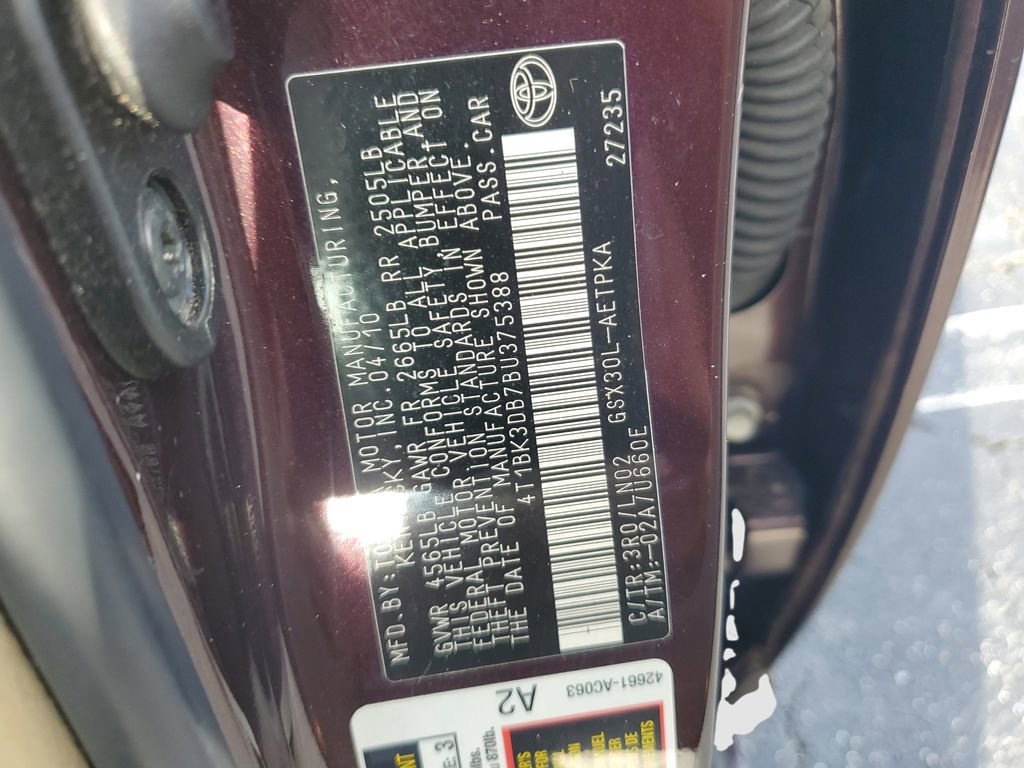 MFD.BY: MOTOR MANUFACTURING,
INC. 04/10
GVWR 4565LB GAWR FR 2665LB RR 2505LB
THIS VEHICLE CONFORMS TO ALL APPLICABLE
FEDERAL MOTOR VEHICLE SAFETY, BUMPER, AND
THEFT PREVENTION STANDARDS IN EFFECT ON
THE DATE OF MANUFACTURE SHOWN ABOVE.
4T1BK3DB7BU375388 PASS.CAR
C/TR:3R0/LN02 GSX30L-AETPKA
A/TM:-02A/U660E 27235
A2
42661-AC063
870lb.